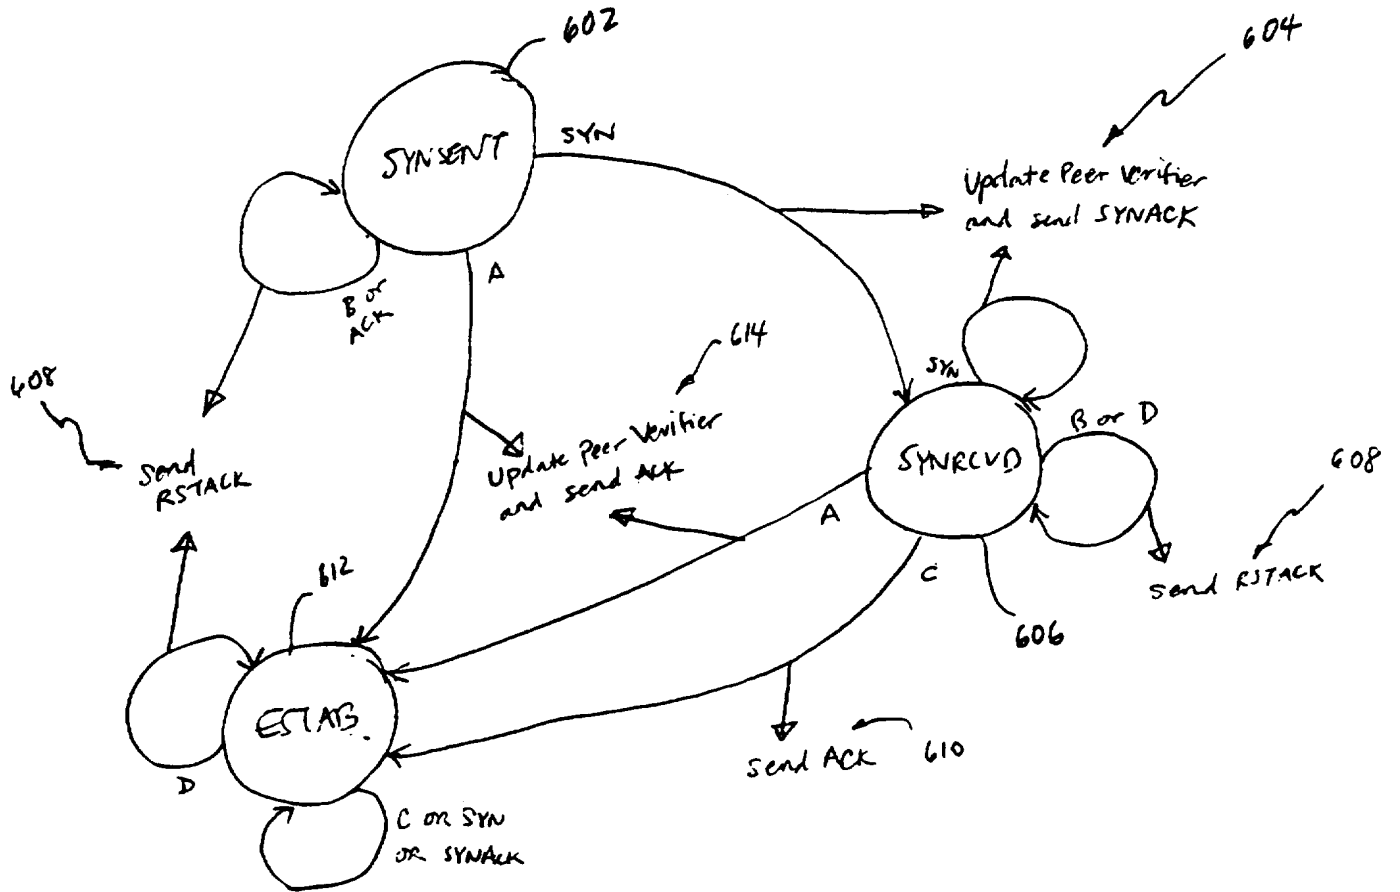 602
604
SYNSENT
SYN
Update Peer Verifier
and send SYNACK
A
B or
ACK
614
608
SYN
B or D
Update Peer Verifier
and send ACK
SYNRCVD
608
Send
RSTACK
A
C
Send RSTACK
612
606
ESTAB
Send ACK
610
D
C OR SYN
OR SYNACK